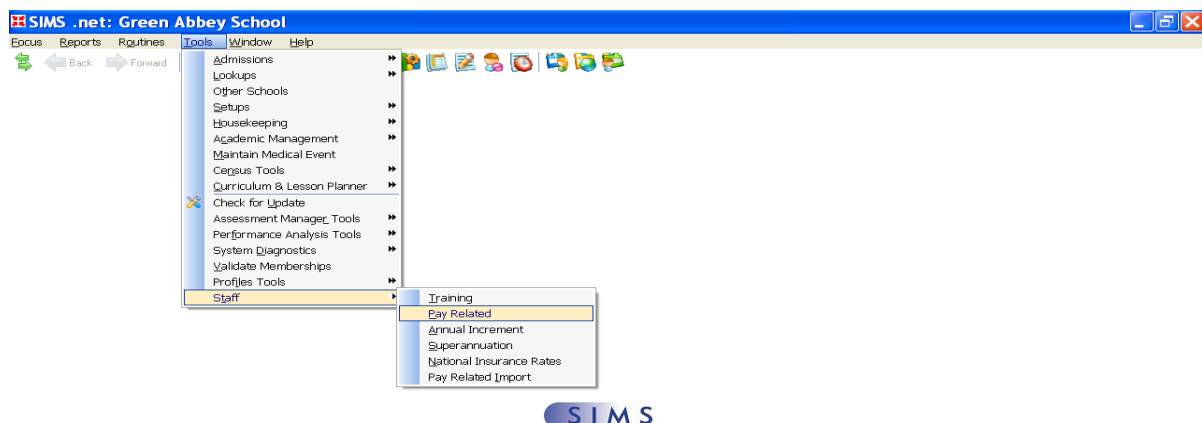 SIMS .net: Green Abbey School
Focus Reports Routines Tools Window Help
Back Forward
Admissions
Lookups
Other Schools
Setups
Housekeeping
Academic Management
Maintain Medical Event
Census Tools
Curriculum & Lesson Planner
Check for Update
Assessment Manager Tools
Performance Analysis Tools
System Diagnostics
Validate Memberships
Profiles Tools
Staff
Training
Pay Related
Annual Increment
Superannuation
National Insurance Rates
Pay Related Import
SIMS